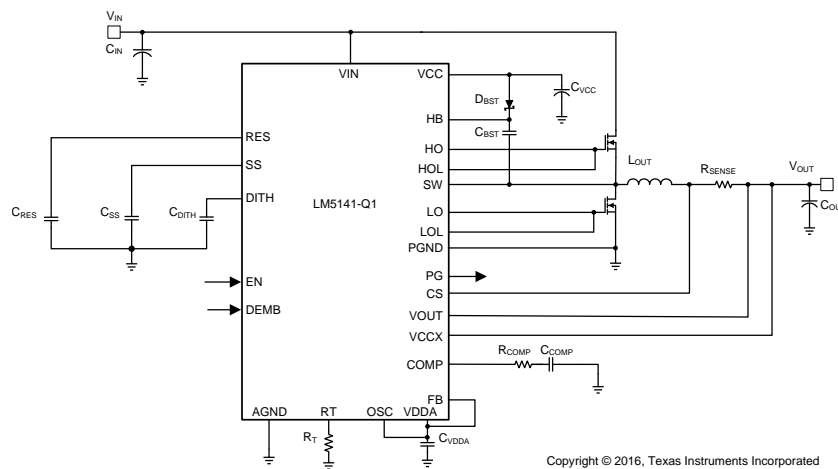 VIN
CIN
VIN
VCC
DBST
CVCC
HB
CBST
RES
HO
HOL
LOUT
RSENSE
VOUT
SS
SW
DITH
LM5141-Q1
LO
COU
CRES
CSS
CDITH
LOL
PGND
EN
PG
CS
DEMB
VOUT
VCCX
COMP
RCOMP
CCOMP
FB
AGND
RT
OSC
VDDA
RT
CVDDA
Copyright © 2016, Texas Instruments Incorporated